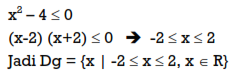 x² – 4 ≤ 0
(x-2) (x+2) ≤ 0 ➔ -2 ≤ x ≤ 2
Jadi Dg = {x | -2 ≤ x ≤ 2, x ∈ R}